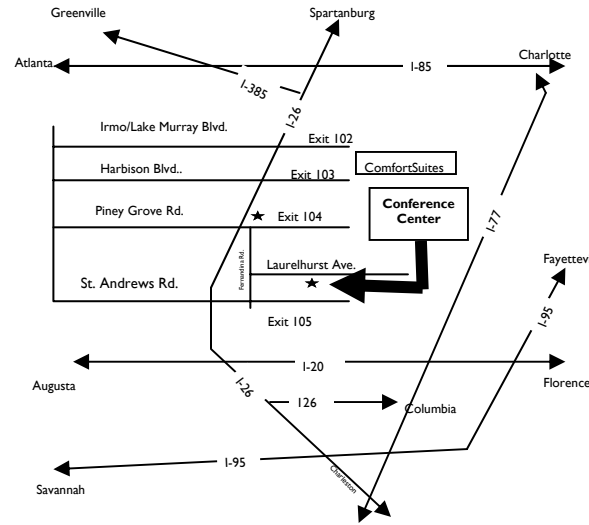 Greenville
Spartanburg
Atlanta
I-85
Charlotte
I-385
I-26
Irmo/Lake Murray Blvd.
Exit 102
Harbison Blvd..
Exit 103
ComfortSuites
Piney Grove Rd.
Exit 104
Conference
Center
I-77
Fernandina Rd.
Laurelhurst Ave.
Fayettev
St. Andrews Rd.
Exit 105
I-95
I-20
Augusta
I-26
Florence
126
Columbia
I-95
Charleston
Savannah